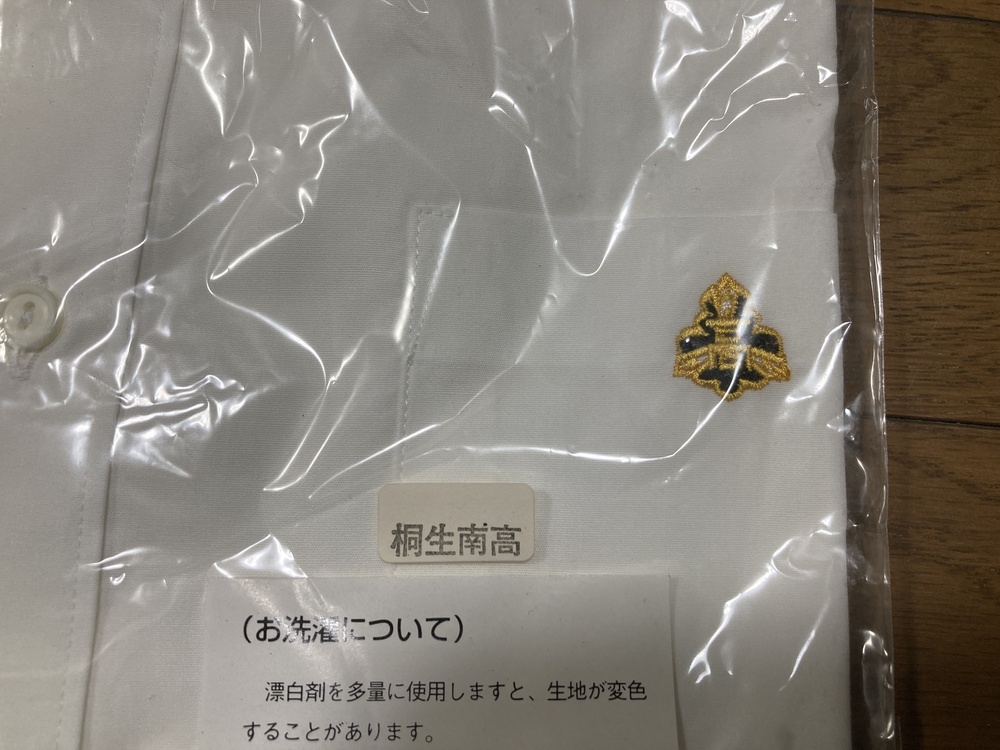 高
桐生南高
(お洗濯について)
漂白剤を多量に使用しますと、生地が変色
することがあります。